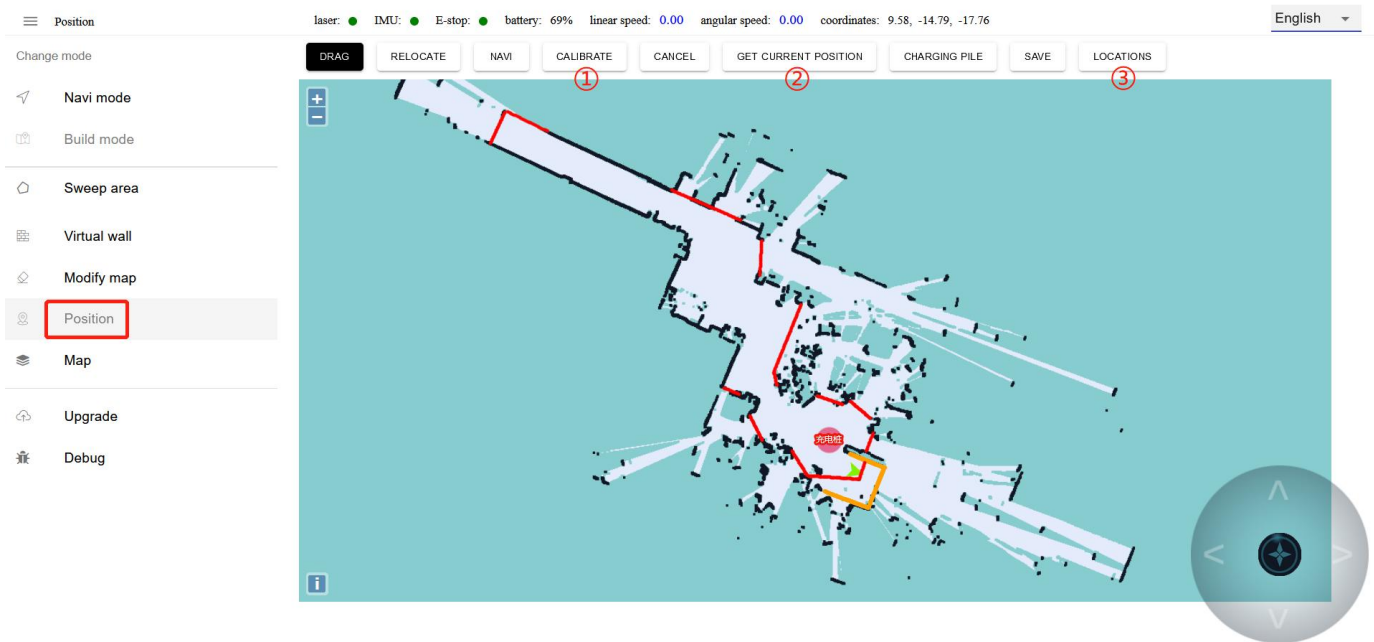 Position
laser: IMU: E-stop: battery: 69% linear speed: 0.00 angular speed: 0.00 coordinates: 9.58, -14.79, -17.76
English
Change mode
DRAG RELOCATE NAVI CALIBRATE CANCEL GET CURRENT POSITION CHARGING PILE SAVE LOCATIONS
① ② ③
Navi mode
Build mode
Sweep area
Virtual wall
Modify map
Position
Map
Upgrade
Debug
+
−
充电桩
i